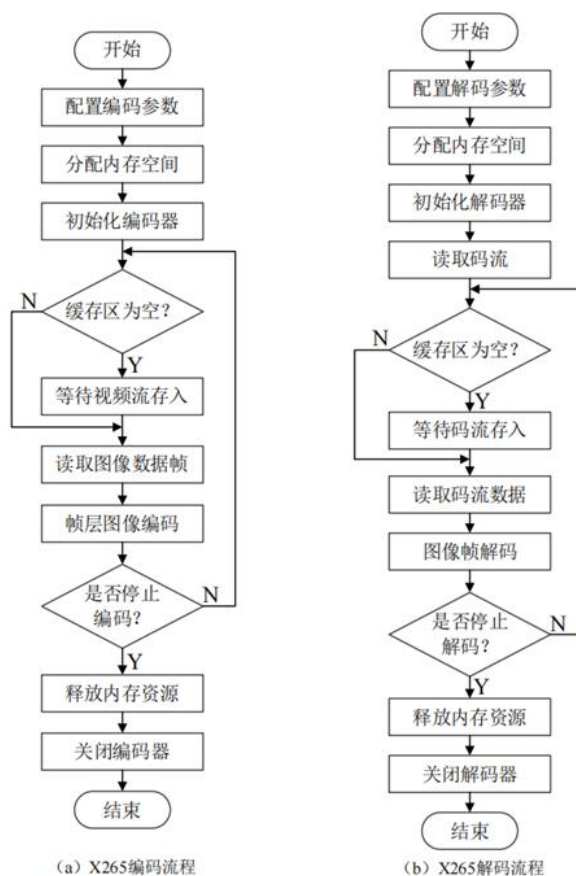 开始
配置编码参数
分配内存空间
初始化编码器
缓存区为空？
N
Y
等待视频流存入
读取图像数据帧
帧层图像编码
是否停止
编码？
N
Y
释放内存资源
关闭编码器
结束
（a）X265编码流程
开始
配置解码参数
分配内存空间
初始化解码器
读取码流
缓存区为空？
N
Y
等待码流存入
读取码流数据
图像帧解码
是否停止
解码？
N
Y
释放内存资源
关闭解码器
结束
（b）X265解码流程